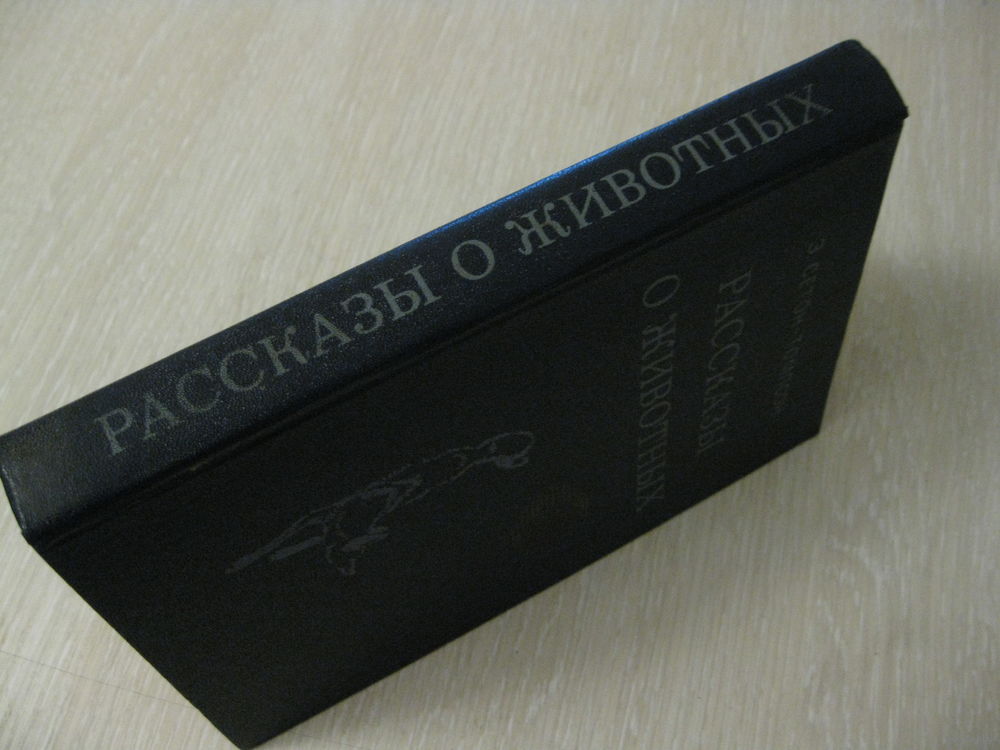 РАССКАЗЫ О ЖИВОТНЫХ
Э. Сетон-Томпсон
РАССКАЗЫ
О ЖИВОТНЫХ